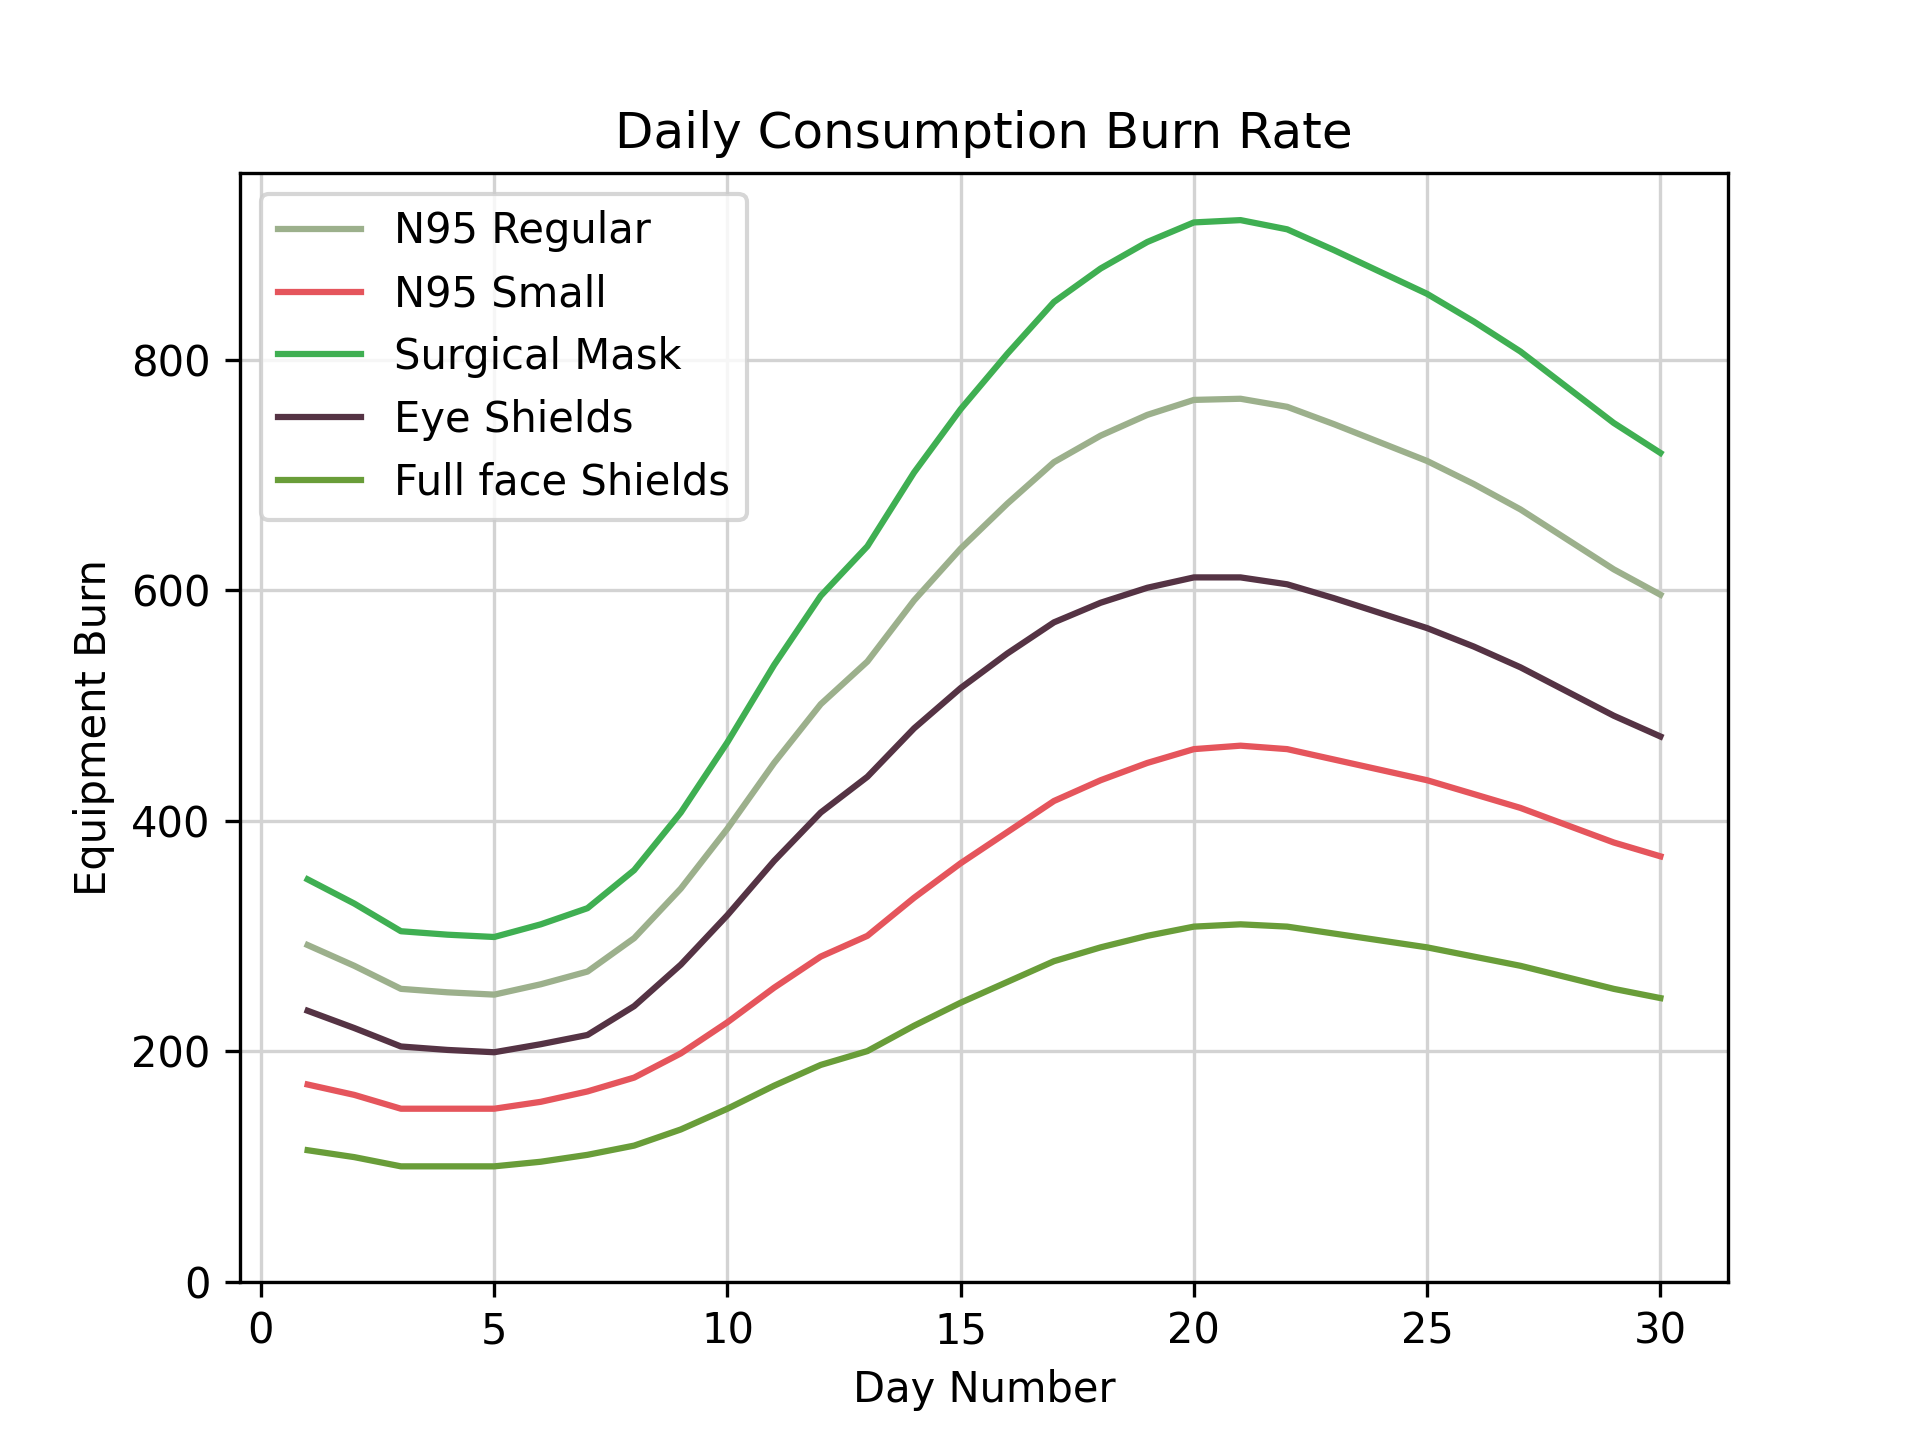 Daily Consumption Burn Rate
N95 Regular
N95 Small
Surgical Mask
Eye Shields
Full face Shields
Equipment Burn
800
600
400
200
0
0 5 10 15 20 25 30
Day Number